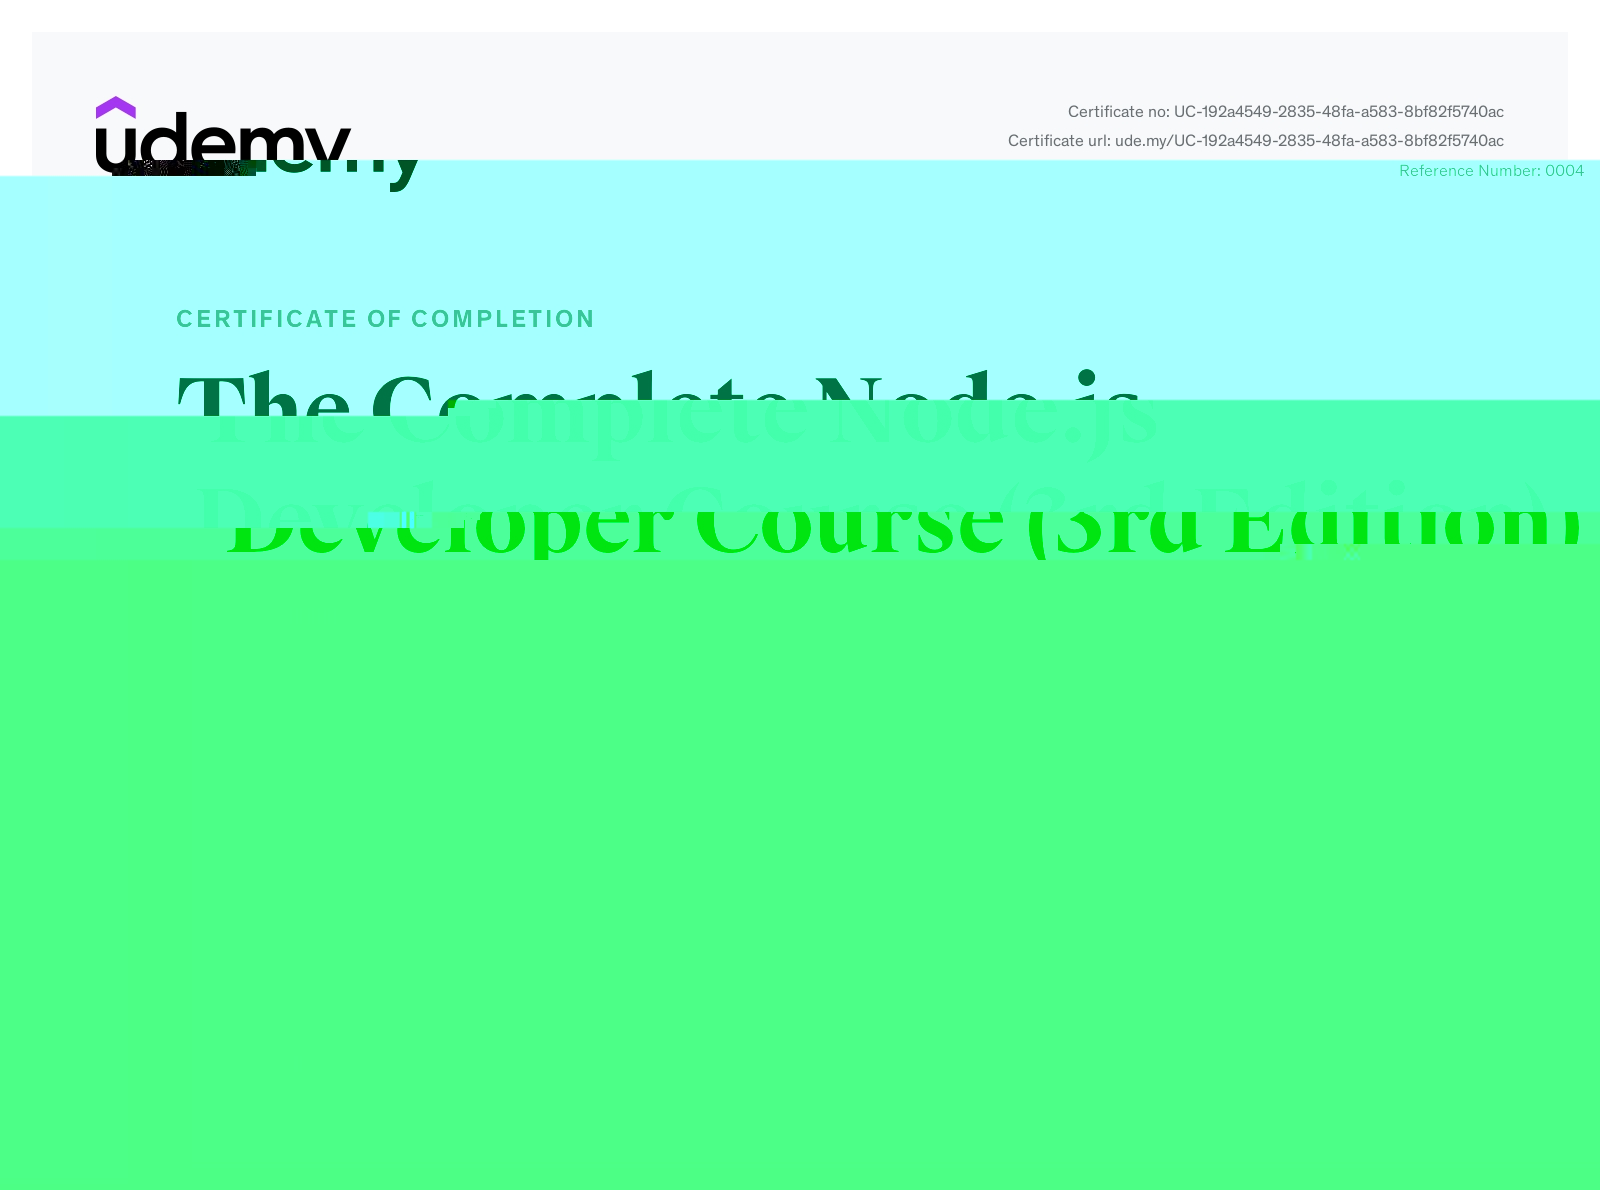 udemy
Certificate no: UC-192a4549-2835-48fa-a583-8bf82f5740ac
Certificate url: ude.my/UC-192a4549-2835-48fa-a583-8bf82f5740ac
Reference Number: 0004
CERTIFICATE OF COMPLETION
The Complete Node.js
Developer Course (3rd Edition)